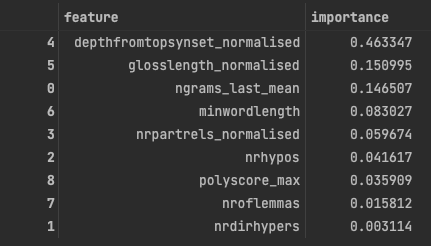 feature importance
4 depthfromtopsynset_normalised 0.463347
5 glosslength_normalised 0.150995
0 ngrams_last_mean 0.146507
6 minwordlength 0.083027
3 nrpartrels_normalised 0.059674
2 nrhypos 0.041617
8 polyscore_max 0.035909
7 nroflemmas 0.015812
1 nrdirhypers 0.003114